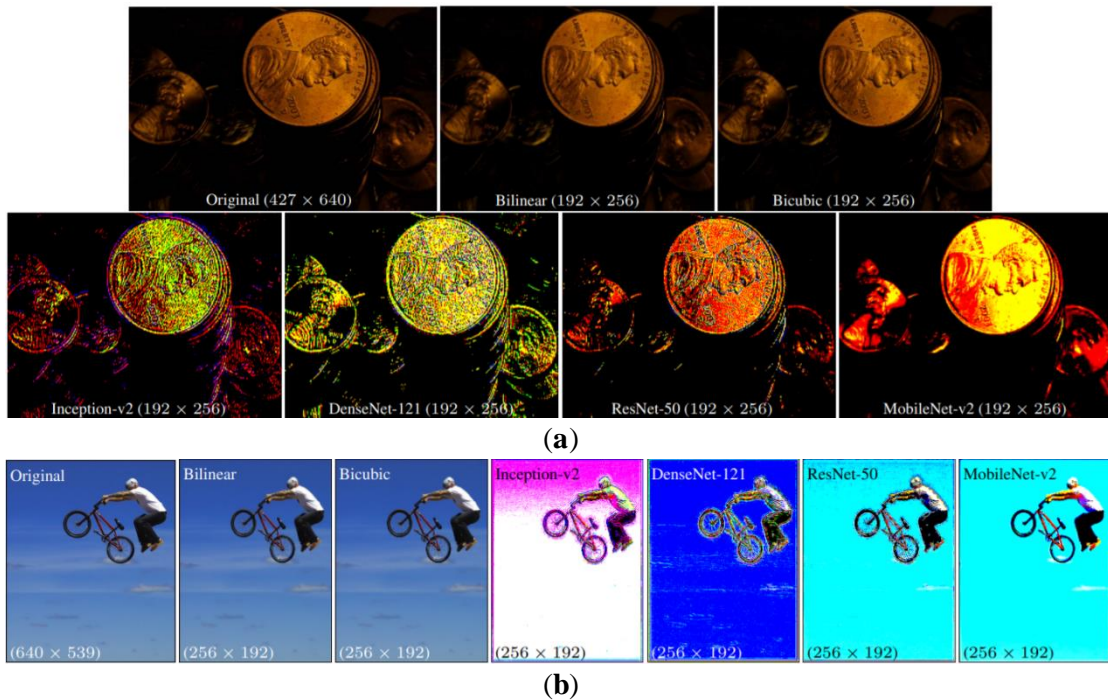 Original (427 × 640)
Bilinear (192 × 256)
Bicubic (192 × 256)
Inception-v2 (192 × 256)
DenseNet-121 (192 × 256)
ResNet-50 (192 × 256)
MobileNet-v2 (192 × 256)
(a)
Original
Bilinear
Bicubic
Inception-v2
DenseNet-121
ResNet-50
MobileNet-v2
(640 × 539)
(256 × 192)
(256 × 192)
(256 × 192)
(256 × 192)
(256 × 192)
(256 × 192)
(b)